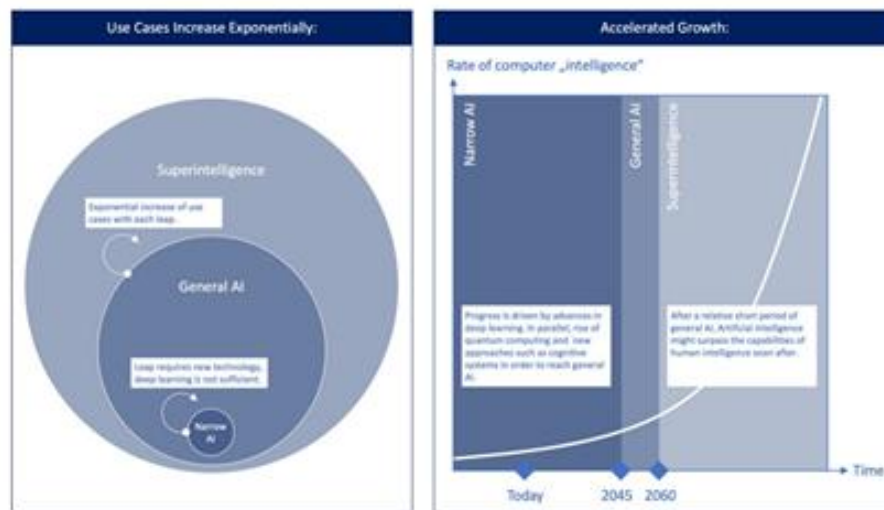 Use Cases Increase Exponentially:
Superintelligence
Exponential increase of use
cases with each leap.
General AI
Leap requires new technology,
deep learning is not sufficient.
Narrow
AI
Accelerated Growth:
Rate of computer „intelligence"
Narrow AI
General AI
Superintelligence
Progress is driven by advances in
deep learning. In parallel, rise of
quantum computing and new
approaches such as cognitive
systems in order to reach general
AI.
After a relative short period of
general AI, Artificial Intelligence
might surpass the capabilities of
human intelligence soon after.
Time
Today
2045
2060